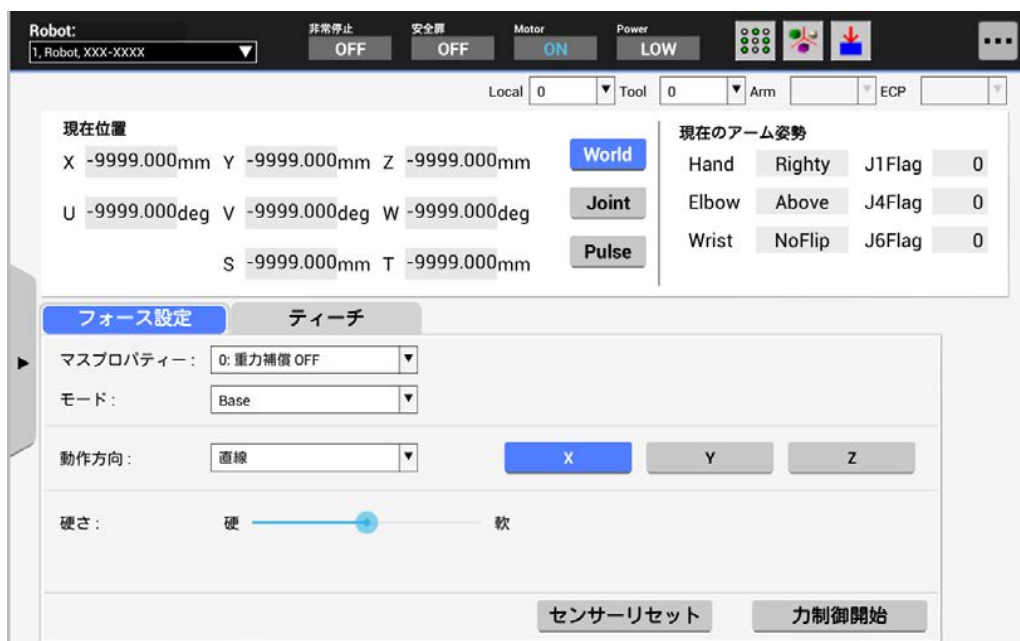 Robot: 非常停止 安全扉 Motor Power
1, Robot, XXX-XXXX OFF OFF ON LOW
Local 0 Tool 0 Arm ECP
現在位置
X -9999.000mm Y -9999.000mm Z -9999.000mm
U -9999.000deg V -9999.000deg W -9999.000deg
S -9999.000mm T -9999.000mm
World
Joint
Pulse
現在のアーム姿勢
Hand Righty J1Flag 0
Elbow Above J4Flag 0
Wrist NoFlip J6Flag 0
フォース設定 ティーチ
マスプロパティー: 0: 重力補償 OFF
モード: Base
動作方向: 直線 X Y Z
硬さ: 硬 軟
センサーリセット 力制御開始